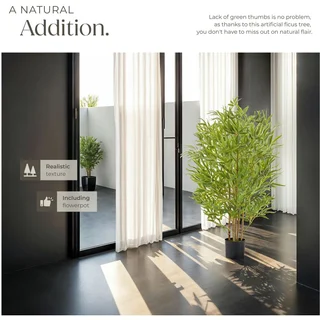 A NATURAL
Addition.
Lack of green thumbs is no problem,
as thanks to this artificial ficus tree,
you don't have to miss out on natural flair.
Realistic
texture
Including
flowerpot